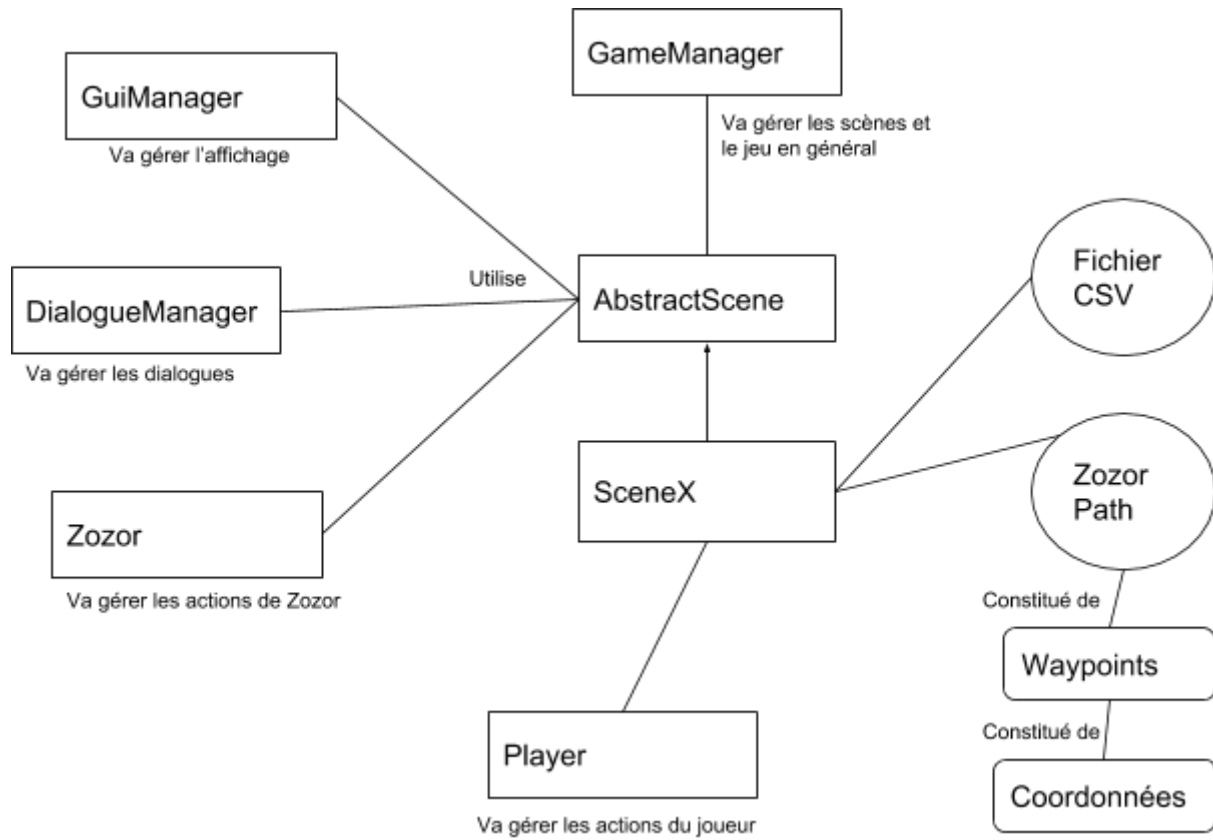 GameManager
Va gérer les scènes et
le jeu en général
GuiManager
Va gérer l'affichage
Utilise
DialogueManager
Va gérer les dialogues
AbstractScene
Fichier
CSV
Zozor
Va gérer les actions de Zozor
SceneX
Zozor
Path
Constitué de
Waypoints
Constitué de
Coordonnées
Player
Va gérer les actions du joueur